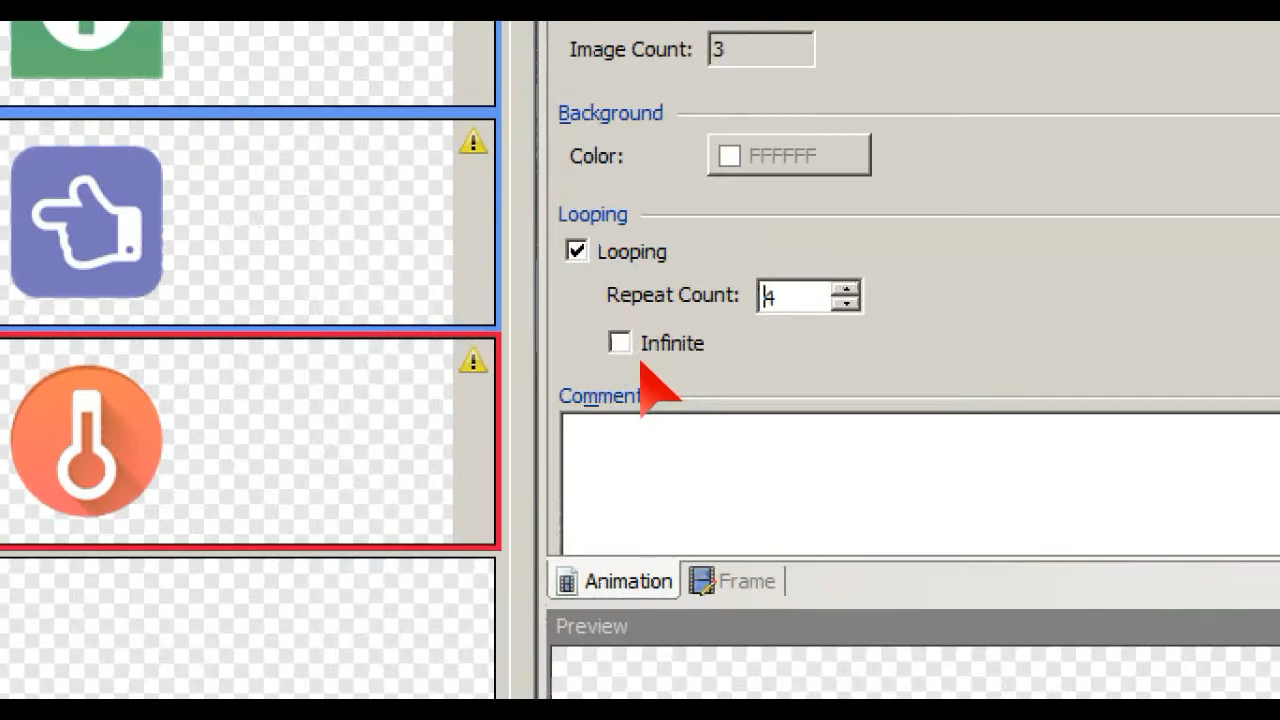 Image Count: 3
Background
Color: FFFFFF
Looping
Looping
Repeat Count: 4
Infinite
Comment
Animation Frame
Preview